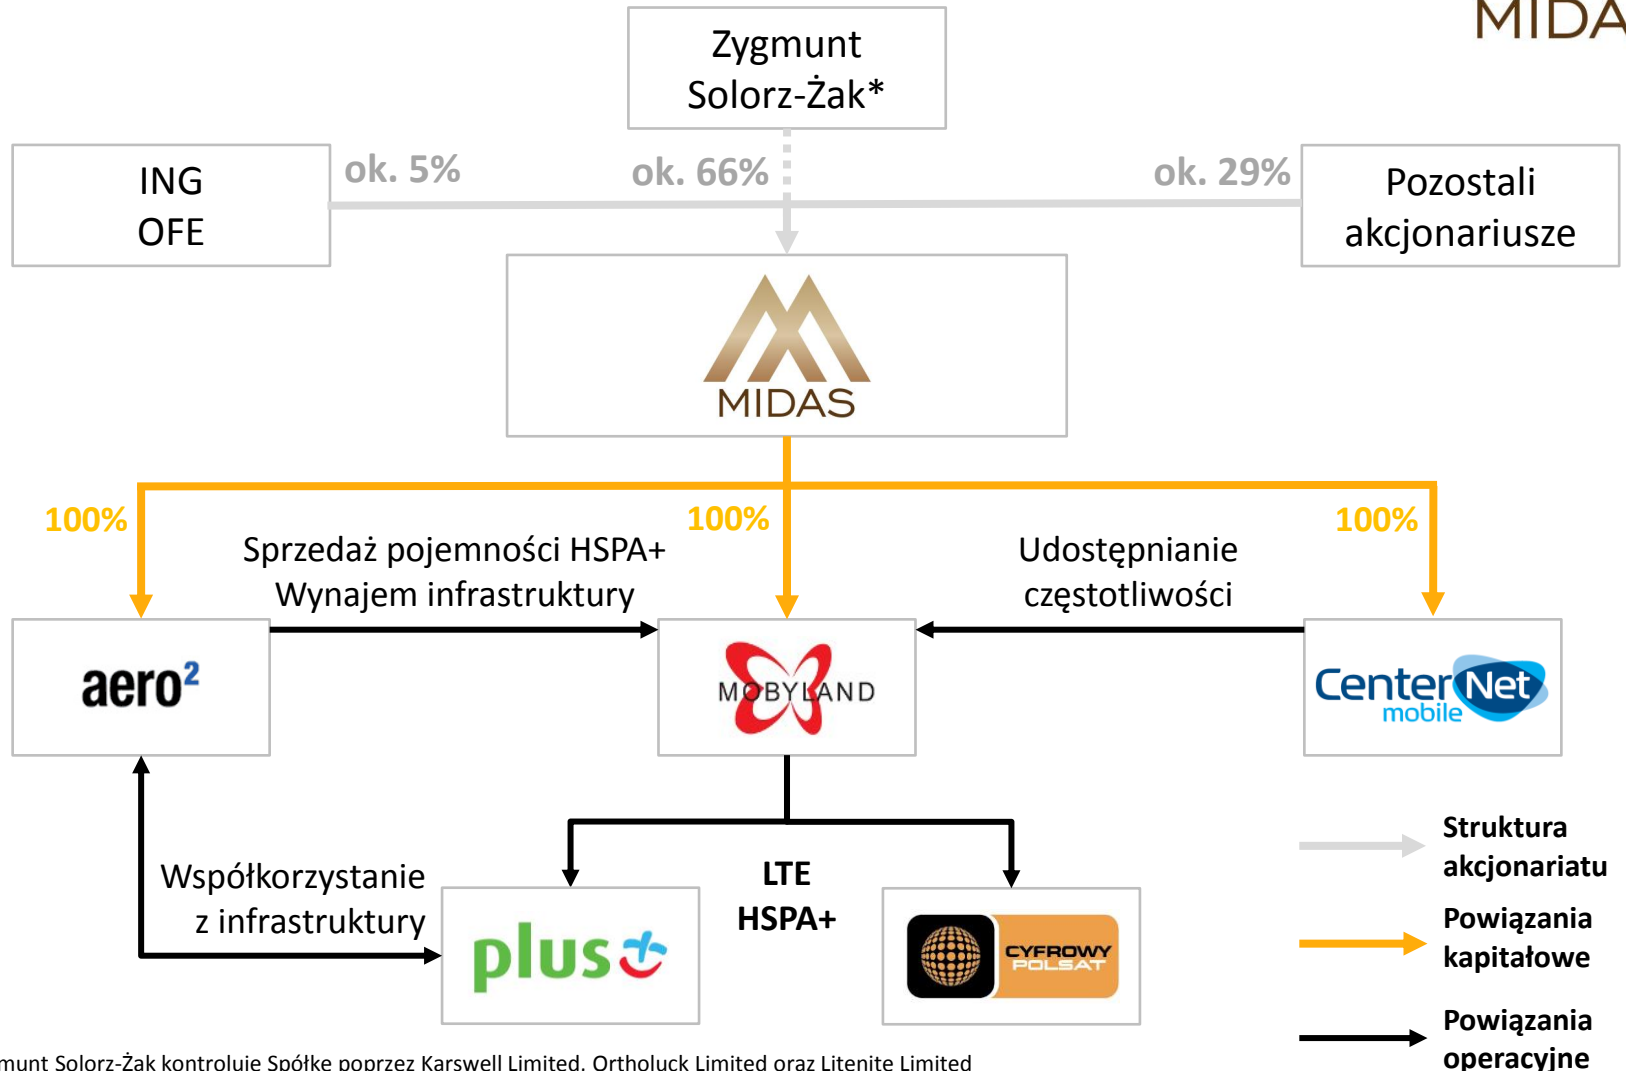 MIDA
Zygmunt
Solorz-Żak*
ING
OFE
ok. 5%
ok. 66%
ok. 29%
Pozostali
akcjonariusze
MIDAS
100%
100%
100%
Sprzedaż pojemności HSPA+
Wynajem infrastruktury
Udostępnianie
częstotliwości
aero²
MOBYLAND
CenterNet
mobile
Współkorzystanie
z infrastruktury
LTE
HSPA+
plus
CYFROWY
POLSAT
Struktura
akcjonariatu
Powiązania
kapitałowe
Powiązania
operacyjne
gmunt Solorz-Żak kontroluje Spółkę poprzez Karswell Limited, Ortholuck Limited oraz Litenite Limited